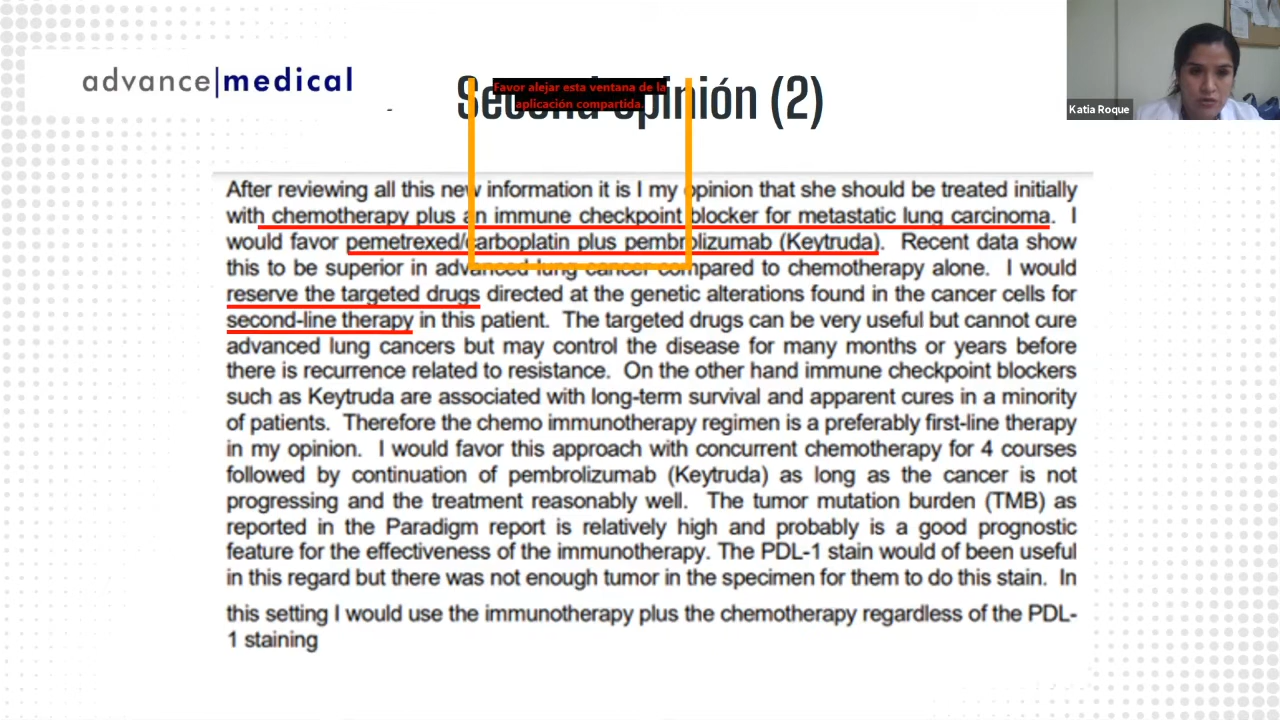 advance|medical
Second opinión (2)
Favor alejar esta ventana de la
aplicación compartida.
Katia Roque
After reviewing all this new information it is I my opinion that she should be treated initially
with chemotherapy plus an immune checkpoint blocker for metastatic lung carcinoma. I
would favor pemetrexed/carboplatin plus pembrolizumab (Keytruda). Recent data show
this to be superior in advanced lung cancer compared to chemotherapy alone. I would
reserve the targeted drugs directed at the genetic alterations found in the cancer cells for
second-line therapy in this patient. The targeted drugs can be very useful but cannot cure
advanced lung cancers but may control the disease for many months or years before
there is recurrence related to resistance. On the other hand immune checkpoint blockers
such as Keytruda are associated with long-term survival and apparent cures in a minority
of patients. Therefore the chemo immunotherapy regimen is a preferably first-line therapy
in my opinion. I would favor this approach with concurrent chemotherapy for 4 courses
followed by continuation of pembrolizumab (Keytruda) as long as the cancer is not
progressing and the treatment reasonably well. The tumor mutation burden (TMB) as
reported in the Paradigm report is relatively high and probably is a good prognostic
feature for the effectiveness of the immunotherapy. The PDL-1 stain would of been useful
in this regard but there was not enough tumor in the specimen for them to do this stain. In
this setting I would use the immunotherapy plus the chemotherapy regardless of the PDL-
1 staining